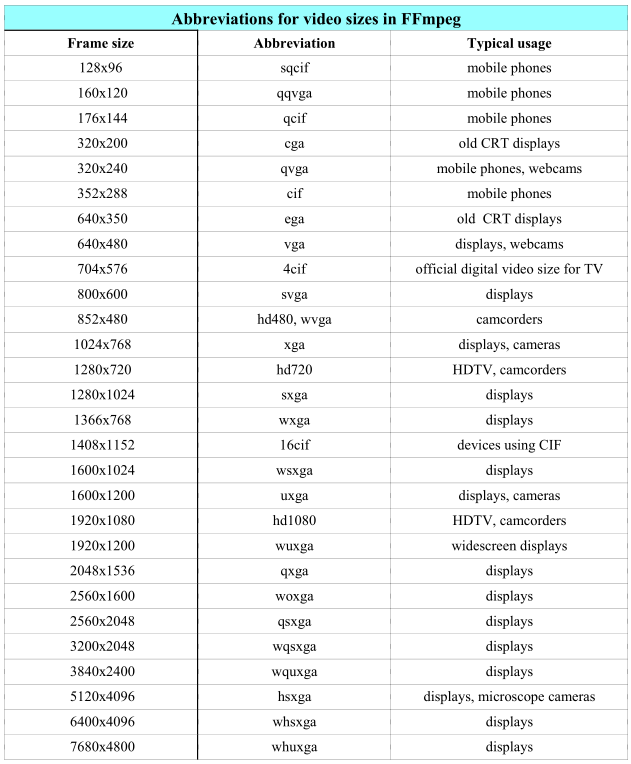 Abbreviations for video sizes in FFmpeg
Frame size Abbreviation Typical usage
128x96 sqcif mobile phones
160x120 qqvga mobile phones
176x144 qcif mobile phones
320x200 cga old CRT displays
320x240 qvga mobile phones, webcams
352x288 cif mobile phones
640x350 ega old CRT displays
640x480 vga displays, webcams
704x576 4cif official digital video size for TV
800x600 svga displays
852x480 hd480, wvga camcorders
1024x768 xga displays, cameras
1280x720 hd720 HDTV, camcorders
1280x1024 sxga displays
1366x768 wxga displays
1408x1152 16cif devices using CIF
1600x1024 wsxga displays
1600x1200 uxga displays, cameras
1920x1080 hd1080 HDTV, camcorders
1920x1200 wuxga widescreen displays
2048x1536 qxga displays
2560x1600 woxga displays
2560x2048 qsxga displays
3200x2048 wqsxga displays
3840x2400 wquxga displays
5120x4096 hsxga displays, microscope cameras
6400x4096 whsxga displays
7680x4800 whuxga displays